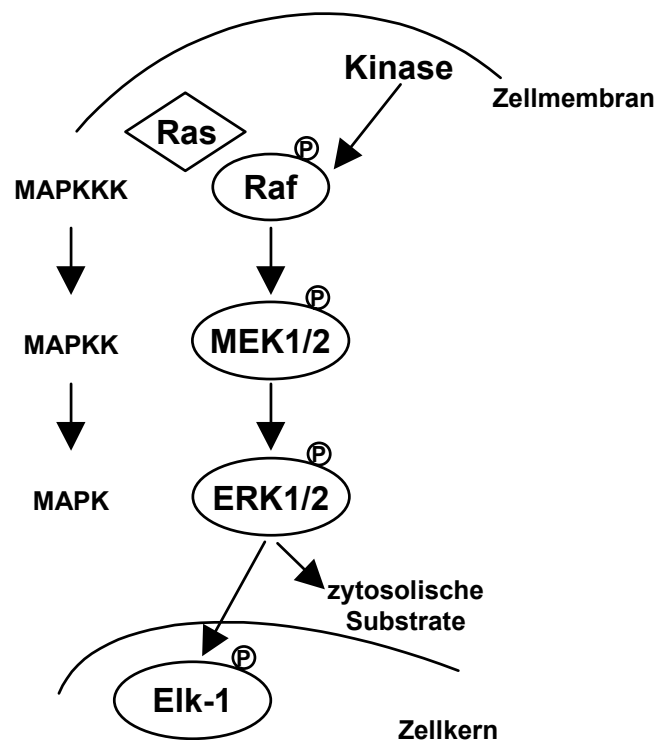 Kinase
Zellmembran
Ras
P
Raf
MAPKKK
P
MEK1/2
MAPKK
P
ERK1/2
MAPK
zytosolische
Substrate
P
Elk-1
Zellkern